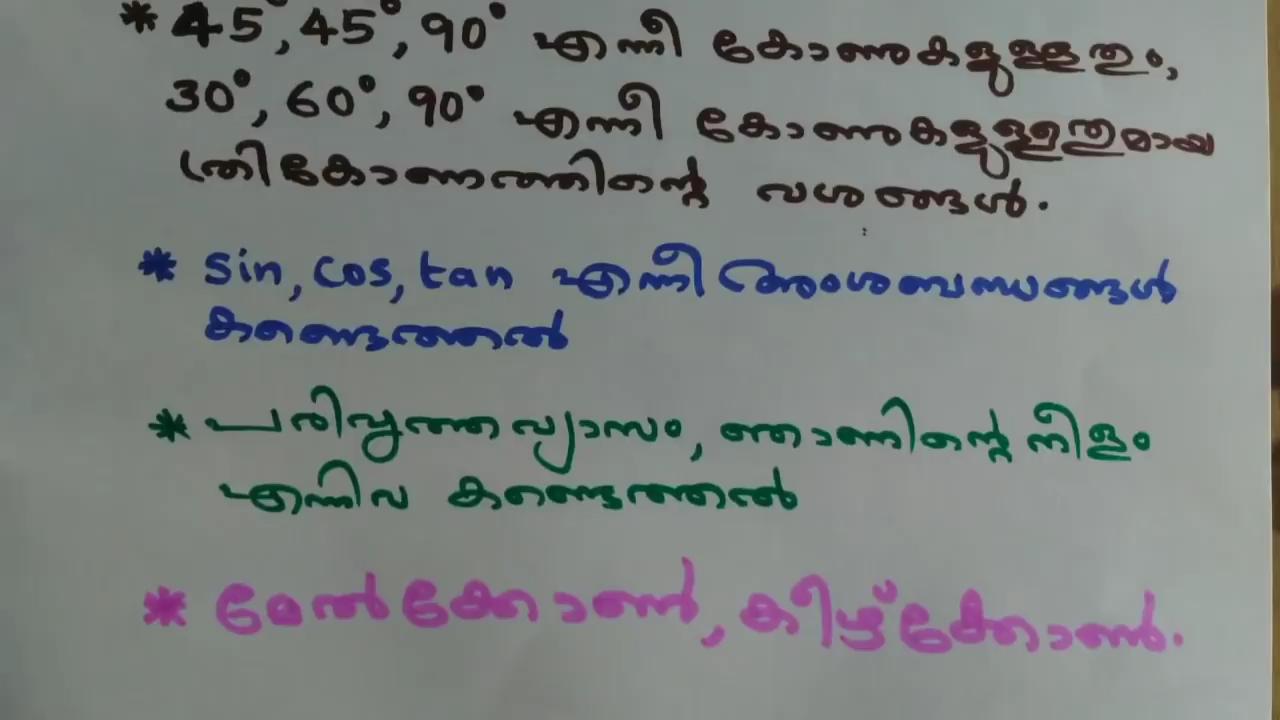 * 45°, 45°, 90° എന്നീ കോണുകളുള്ളതും,
30°, 60°, 90° എന്നീ കോണുകളുള്ളതുമായ
ത്രികോണത്തിന്റെ വശങ്ങൾ.
* sin, cos, tan എന്നീ അംശബന്ധങ്ങൾ
കണ്ടെത്തൽ
* പരിവൃത്തവ്യാസം, ഞാണിന്റെ നീളം
എന്നിവ കണ്ടെത്തൽ
* മേൽക്കോൺ, കീഴ്ക്കോൺ.